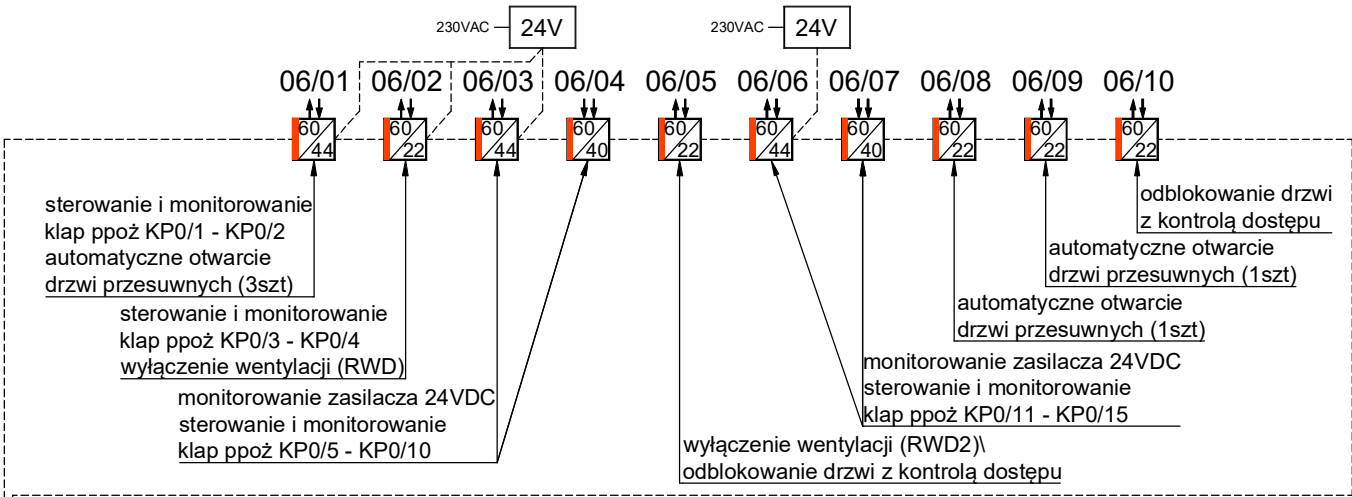 230VAC
24V
230VAC
24V
06/01
06/02
06/03
06/04
06/05
06/06
06/07
06/08
06/09
06/10
60
44
60
22
60
44
60
40
60
22
60
44
60
40
60
22
60
22
60
22
sterowanie i monitorowanie
klap ppoż KP0/1 - KP0/2
automatyczne otwarcie
drzwi przesuwnych (3szt)
sterowanie i monitorowanie
klap ppoż KP0/3 - KP0/4
wyłączenie wentylacji (RWD)
monitorowanie zasilacza 24VDC
sterowanie i monitorowanie
klap ppoż KP0/5 - KP0/10
wyłączenie wentylacji (RWD2)\
odblokowanie drzwi z kontrolą dostępu
monitorowanie zasilacza 24VDC
sterowanie i monitorowanie
klap ppoż KP0/11 - KP0/15
automatyczne otwarcie
drzwi przesuwnych (1szt)
automatyczne otwarcie
drzwi przesuwnych (1szt)
odblokowanie drzwi
z kontrolą dostępu